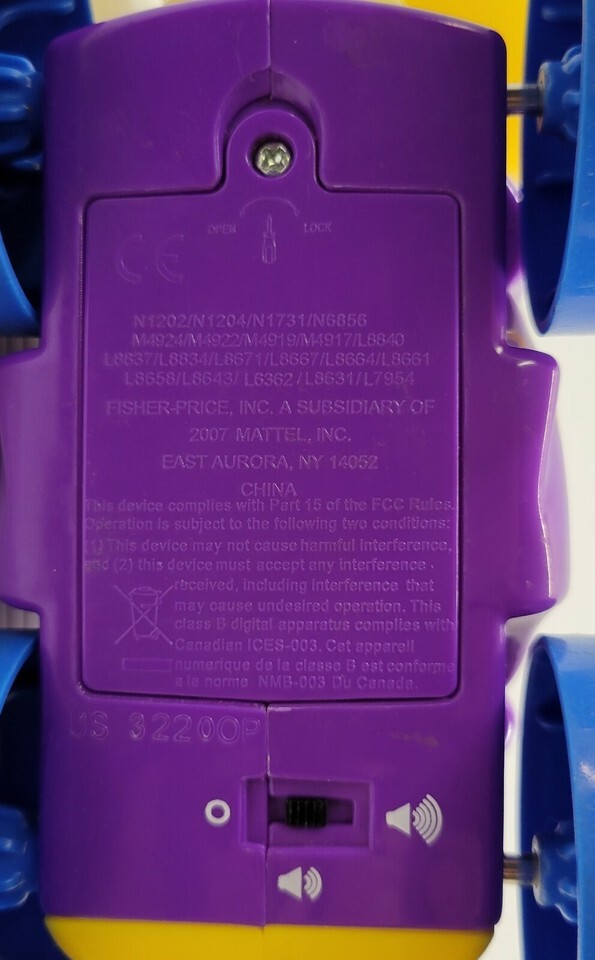 OPEN LOCK
CE
N1202/N1204/N1731/N6856
M4924/M4922/M4919/M4917/L8840
L8637/L8834/L8671/L8667/L8664/L8661
L8658/L8643/ L6362 /L8631/L7954
FISHER-PRICE, INC. A SUBSIDIARY OF
2007 MATTEL, INC.
EAST AURORA, NY 14052
CHINA
This device complies with Part 15 of the FCC Rules.
Operation is subject to the following two conditions:
(1) This device may not cause harmful interference,
and (2) this device must accept any interference
received, including interference that
may cause undesired operation. This
class B digital apparatus complies with
Canadian ICES-003. Cet appareil
numerique de la classe B est conforme
a la norme NMB-003 Du Canada.
US 32200P